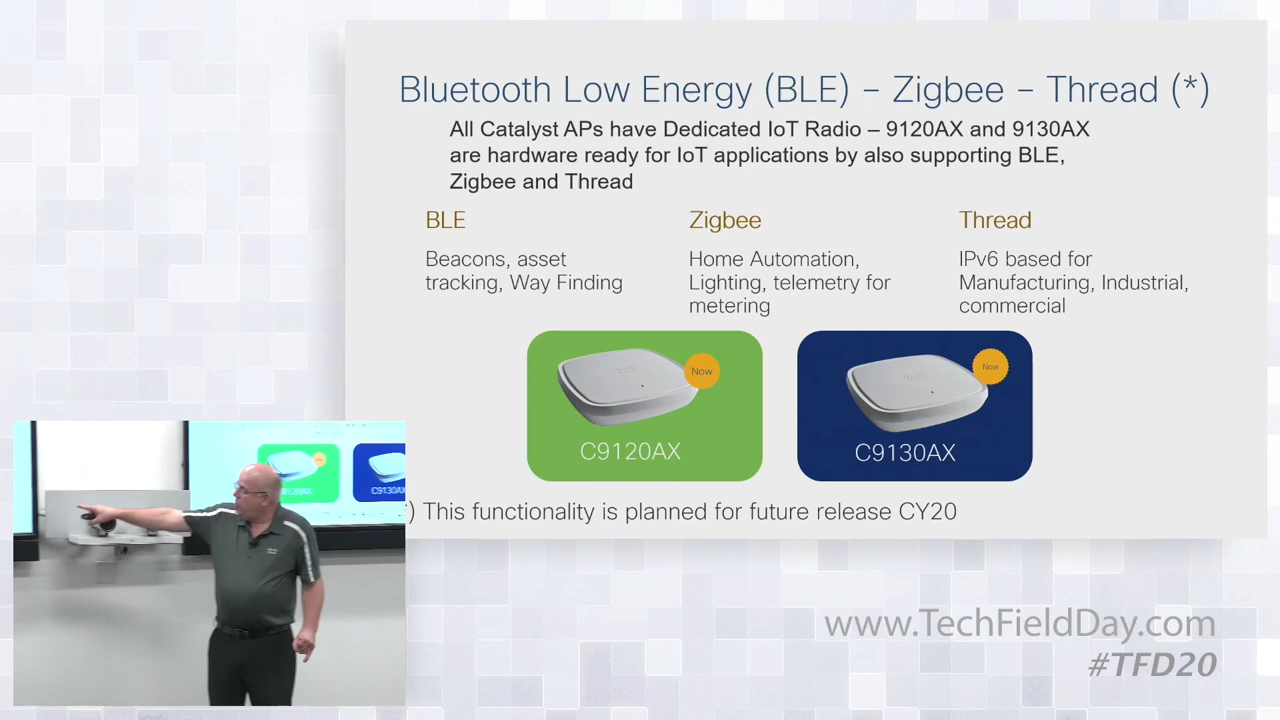 Bluetooth Low Energy (BLE) – Zigbee – Thread (*)
All Catalyst APs have Dedicated IoT Radio – 9120AX and 9130AX
are hardware ready for IoT applications by also supporting BLE,
Zigbee and Thread
BLE
Beacons, asset
tracking, Way Finding
Zigbee
Home Automation,
Lighting, telemetry for
metering
Thread
IPv6 based for
Manufacturing, Industrial,
commercial
Now
C9120AX
Now
C9130AX
) This functionality is planned for future release CY20
9120AX
C9130AX
www.TechFieldDay.com
#TFD20